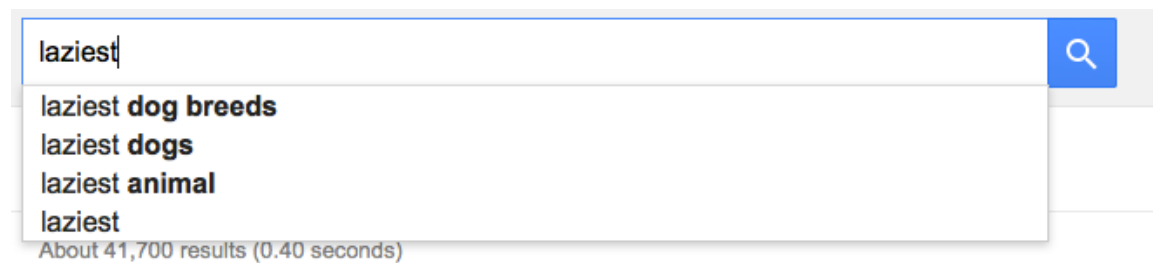 laziest
laziest dog breeds
laziest dogs
laziest animal
laziest
About 41,700 results (0.40 seconds)